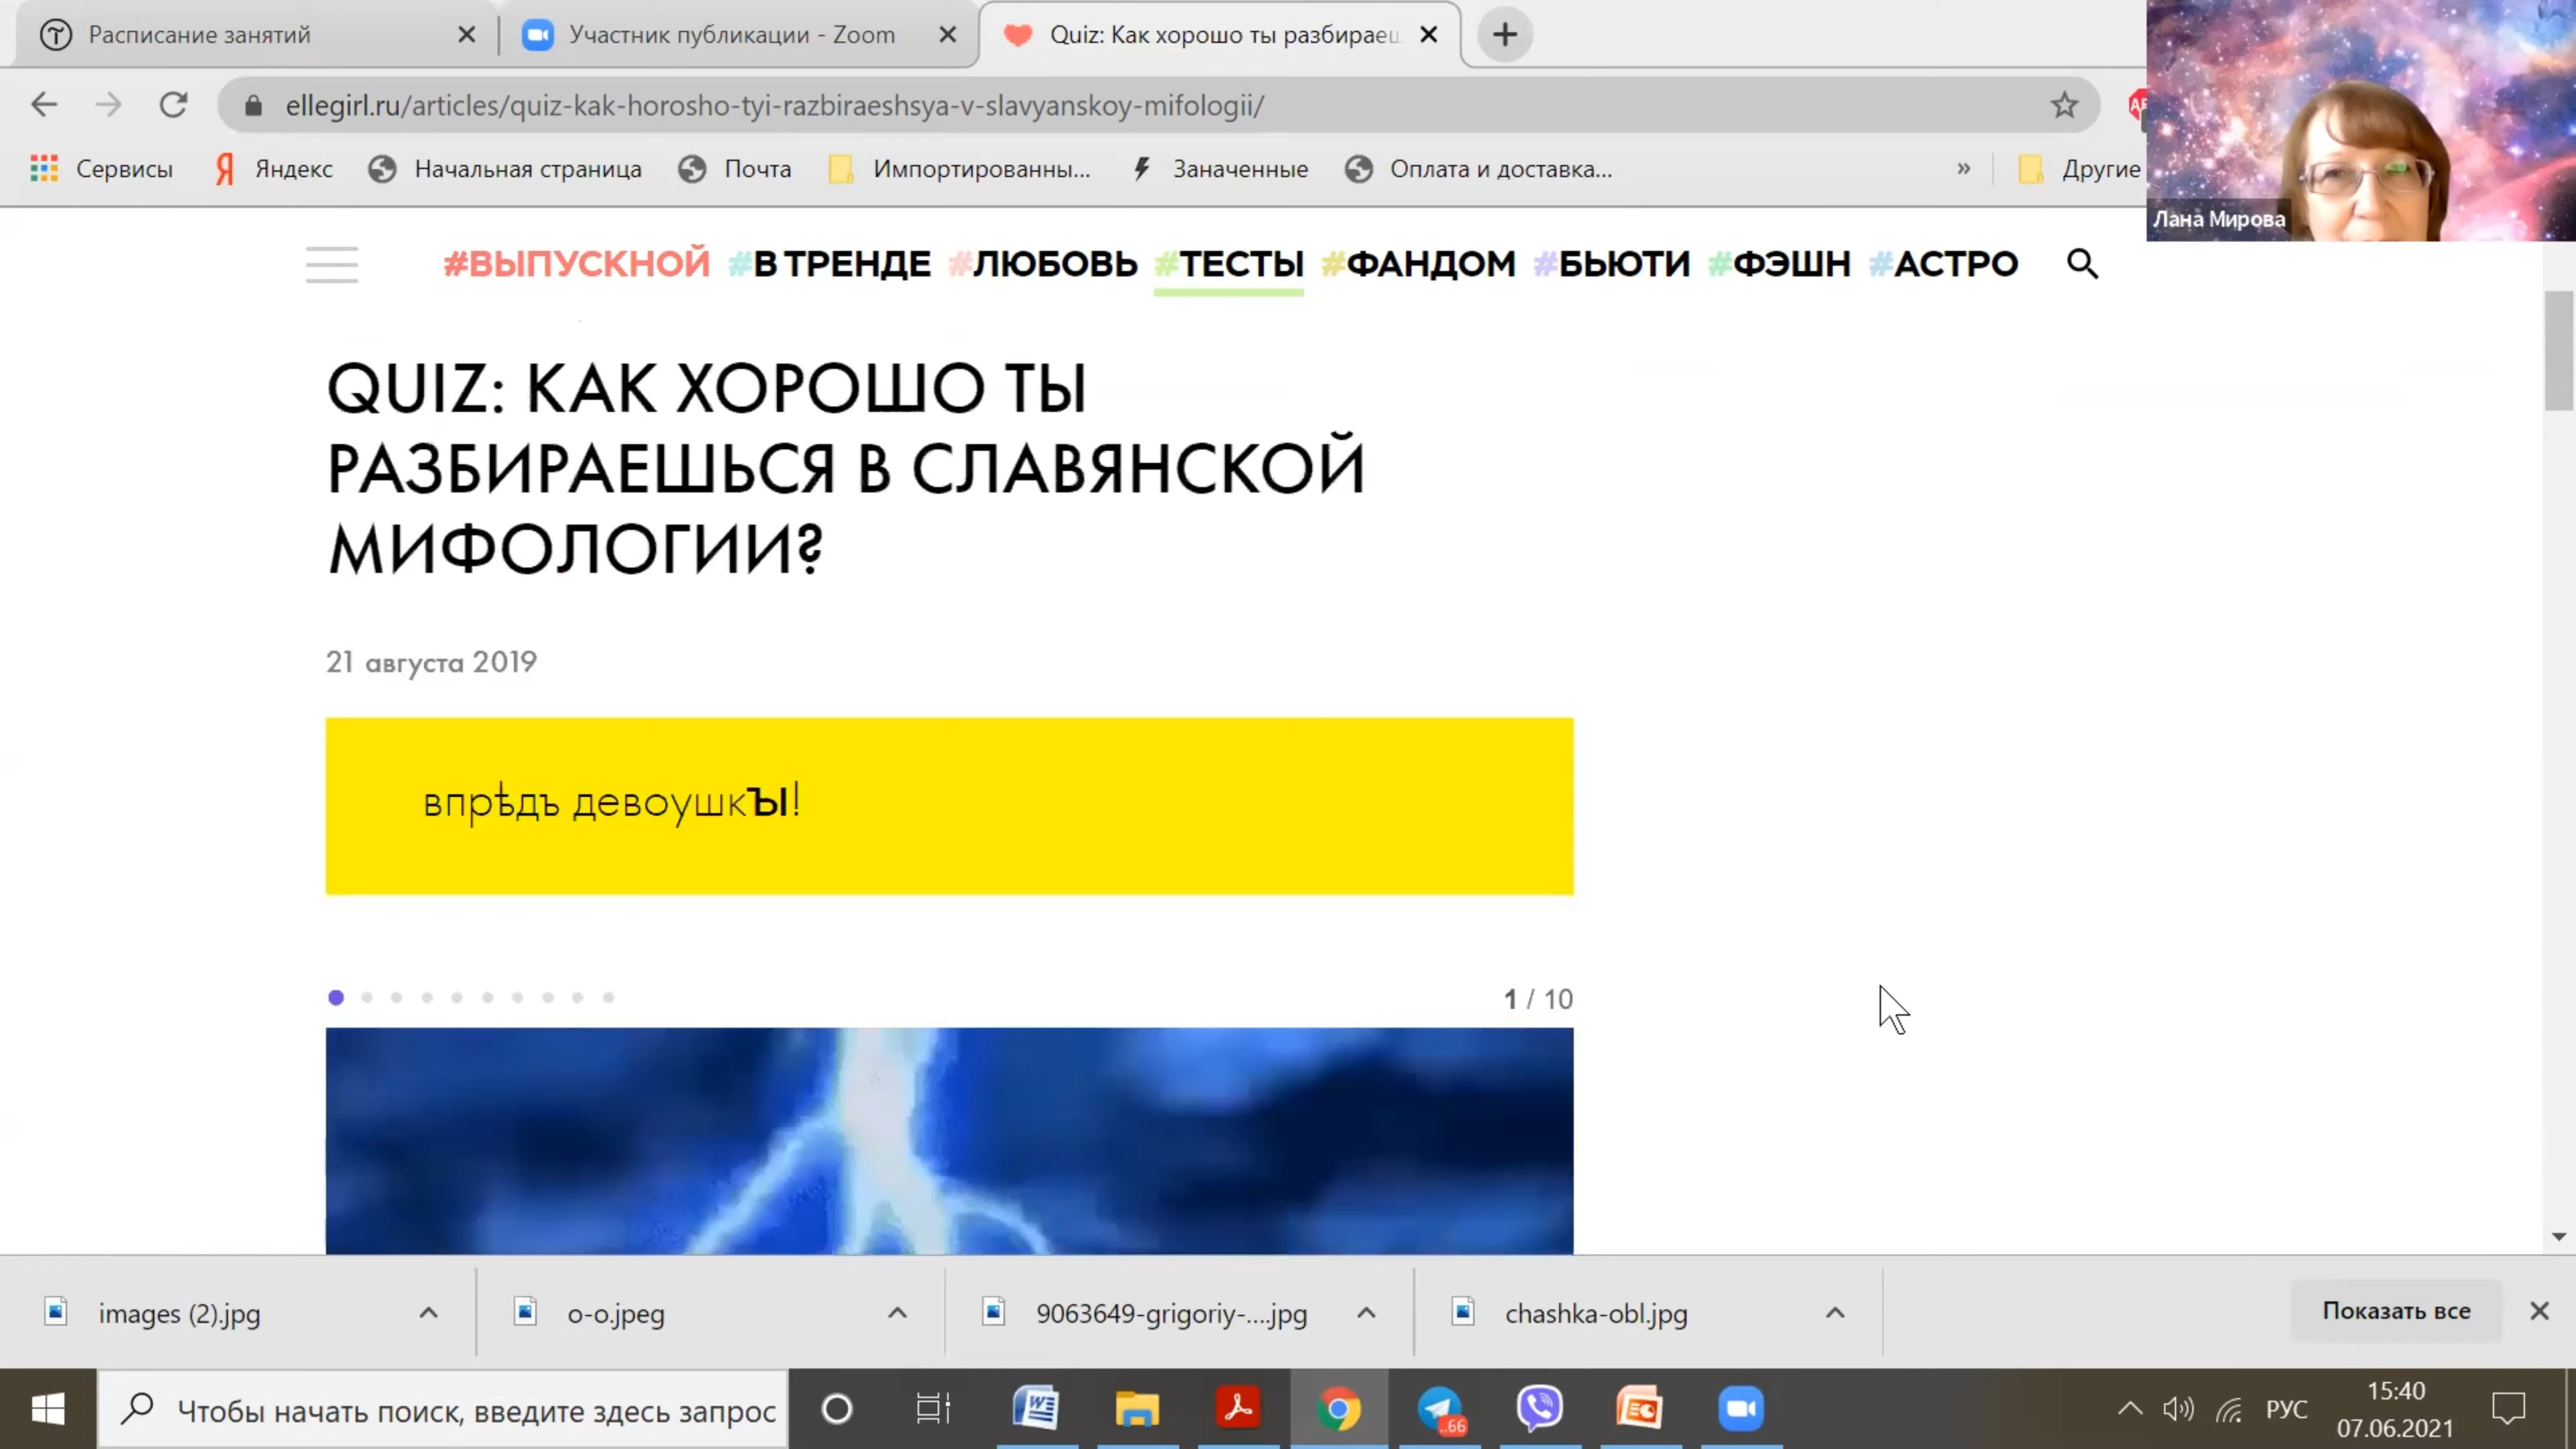 Расписание занятий
Участник публикации - Zoom
Quiz: Как хорошо ты разбираеш
ellegirl.ru/articles/quiz-kak-horosho-tyi-razbiraeshsya-v-slavyanskoy-mifologii/
Сервисы Яндекс Начальная страница Почта Импортированны... Заначенные Оплата и доставка... » Другие
Лана Мирова
#ВЫПУСКНОЙ #В ТРЕНДЕ #ЛЮБОВЬ #ТЕСТЫ #ФАНДОМ #БЬЮТИ #ФЭШН #АСТРО
QUIZ: КАК ХОРОШО ТЫ
РАЗБИРАЕШЬСЯ В СЛАВЯНСКОЙ
МИФОЛОГИИ?
21 августа 2019
впрѣдъ девоушкЪІ!
1 / 10
images (2).jpg
o-o.jpeg
9063649-grigoriy-....jpg
chashka-obl.jpg
Показать все
Чтобы начать поиск, введите здесь запрос
..66
РУС
15:40
07.06.2021